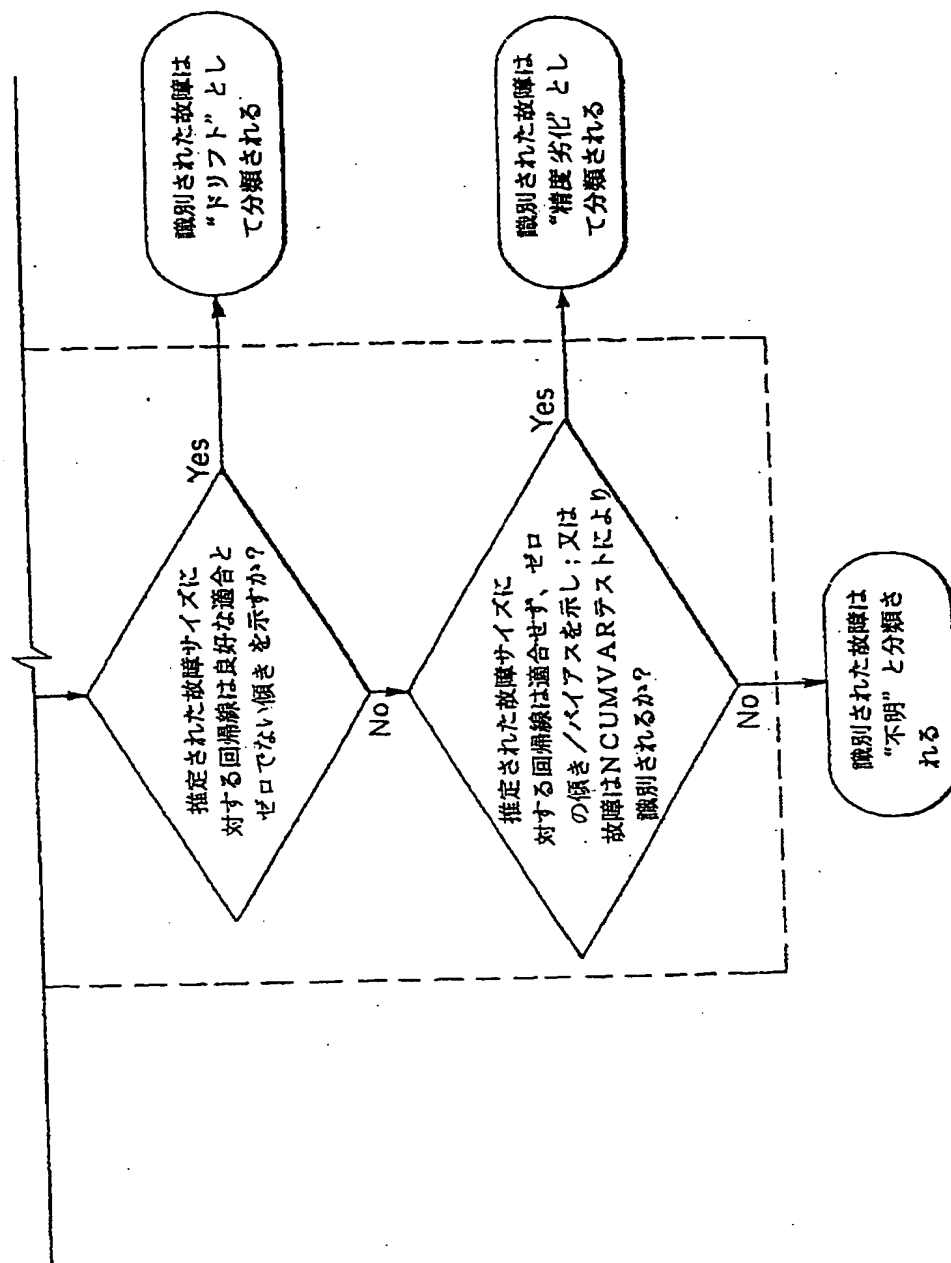 推定された故障サイズに
対する回帰線は良好な適合と
ゼロでない傾きを示すか?
Yes
識別された故障は
“ドリフト”とし
て分類される
No
推定された故障サイズに
対する回帰線は適合せず、ゼロ
の傾き/バイアスを示し;又は
故障はNCUMVARテストにより
識別されるか?
Yes
識別された故障は
“精度劣化”とし
て分類される
No
識別された故障は
“不明”と分類さ
れる